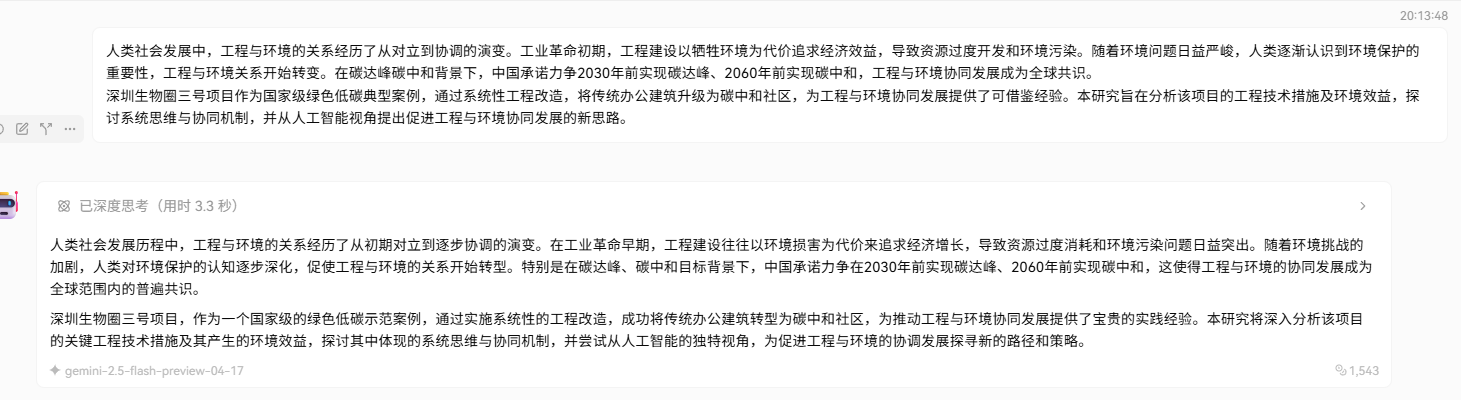 20:13:48
人类社会发展中，工程与环境的关系经历了从对立到协调的演变。工业革命初期，工程建设以牺牲环境为代价追求经济效益，导致资源过度开发和环境污染。随着环境问题日益严峻，人类逐渐认识到环境保护的
重要性，工程与环境关系开始转变。在碳达峰碳中和背景下，中国承诺力争2030年前实现碳达峰、2060年前实现碳中和，工程与环境协同发展成为全球共识。
深圳生物圈三号项目作为国家级绿色低碳典型案例，通过系统性工程改造，将传统办公建筑升级为碳中和社区，为工程与环境协同发展提供了可借鉴经验。本研究旨在分析该项目的工程技术措施及环境效益，探
讨系统思维与协同机制，并从人工智能视角提出促进工程与环境协同发展的新思路。
已深度思考（用时 3.3 秒）
人类社会发展历程中，工程与环境的关系经历了从初期对立到逐步协调的演变。在工业革命早期，工程建设往往以环境损害为代价来追求经济增长，导致资源过度消耗和环境污染问题日益突出。随着环境挑战的
加剧，人类对环境保护的认知逐步深化，促使工程与环境的关系开始转型。特别是在碳达峰、碳中和目标背景下，中国承诺力争在2030年前实现碳达峰、2060年前实现碳中和，这使得工程与环境的协同发展成为
全球范围内的普遍共识。
深圳生物圈三号项目，作为一个国家级的绿色低碳示范案例，通过实施系统性的工程改造，成功将传统办公建筑转型为碳中和社区，为推动工程与环境协同发展提供了宝贵的实践经验。本研究将深入分析该项目
的关键工程技术措施及其产生的环境效益，探讨其中体现的系统思维与协同机制，并尝试从人工智能的独特视角，为促进工程与环境的协调发展探寻新的路径和策略。
gemini-2.5-flash-preview-04-17
1,543